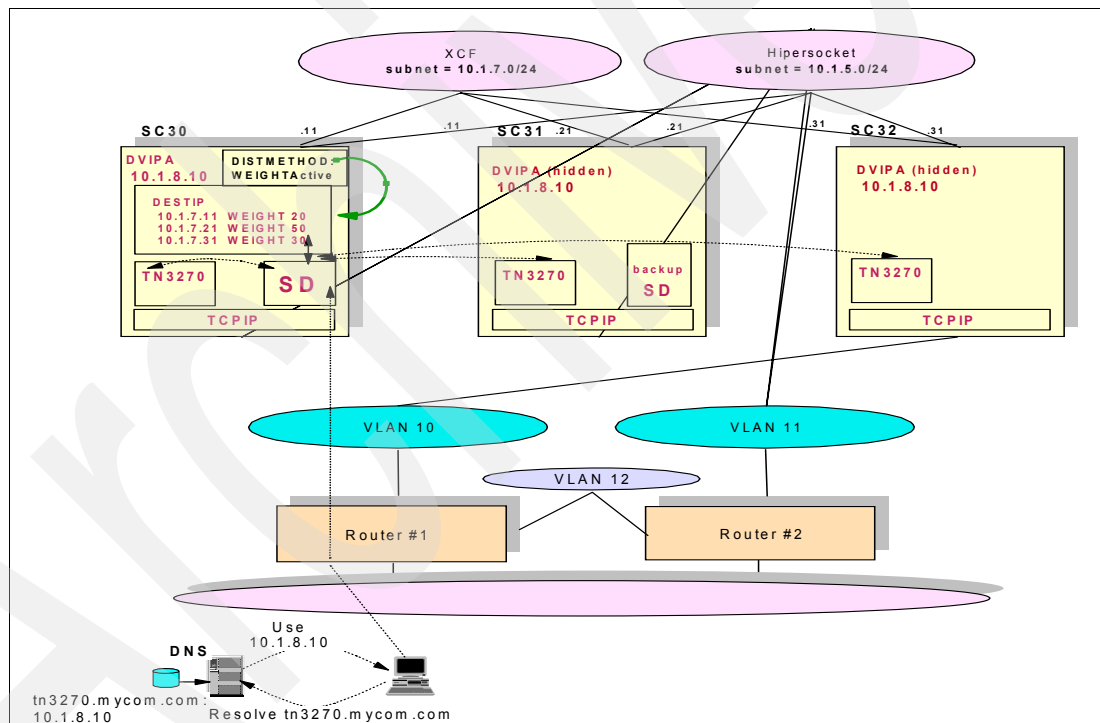 XCF
subnet = 10.1.7.0/24
Hipersocket
subnet = 10.1.5.0/24
SC30
.11
.11
SC31
.21
.21
.31
SC32
.31
DVIPA
10.1.8.10
DISTMETHOD:
WEIGHTActive
DESTIP
10.1.7.11 WEIGHT 20
10.1.7.21 WEIGHT 50
10.1.7.31 WEIGHT 30
TN3270
SD
TCPIP
DVIPA (hidden)
10.1.8.10
TN3270
backup
SD
TCPIP
DVIPA (hidden)
10.1.8.10
TN3270
TCPIP
VLAN 10
VLAN 11
VLAN 12
Router #1
Router #2
Use
10.1.8.10
DNS
tn3270.mycom.com:
10.1.8.10
Resolve tn3270.mycom.com